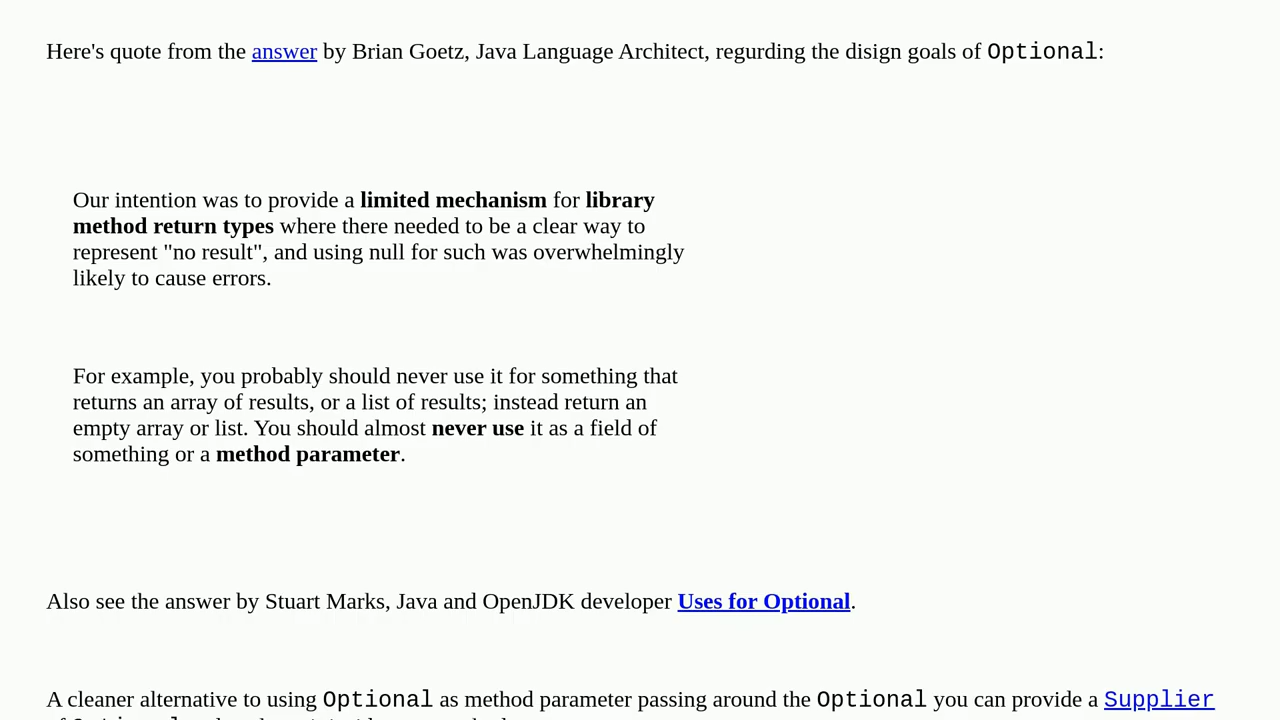 Here's quote from the answer by Brian Goetz, Java Language Architect, regurding the disign goals of Optional:
Our intention was to provide a limited mechanism for library
method return types where there needed to be a clear way to
represent "no result", and using null for such was overwhelmingly
likely to cause errors.
For example, you probably should never use it for something that
returns an array of results, or a list of results; instead return an
empty array or list. You should almost never use it as a field of
something or a method parameter.
Also see the answer by Stuart Marks, Java and OpenJDK developer Uses for Optional.
A cleaner alternative to using Optional as method parameter passing around the Optional you can provide a Supplier